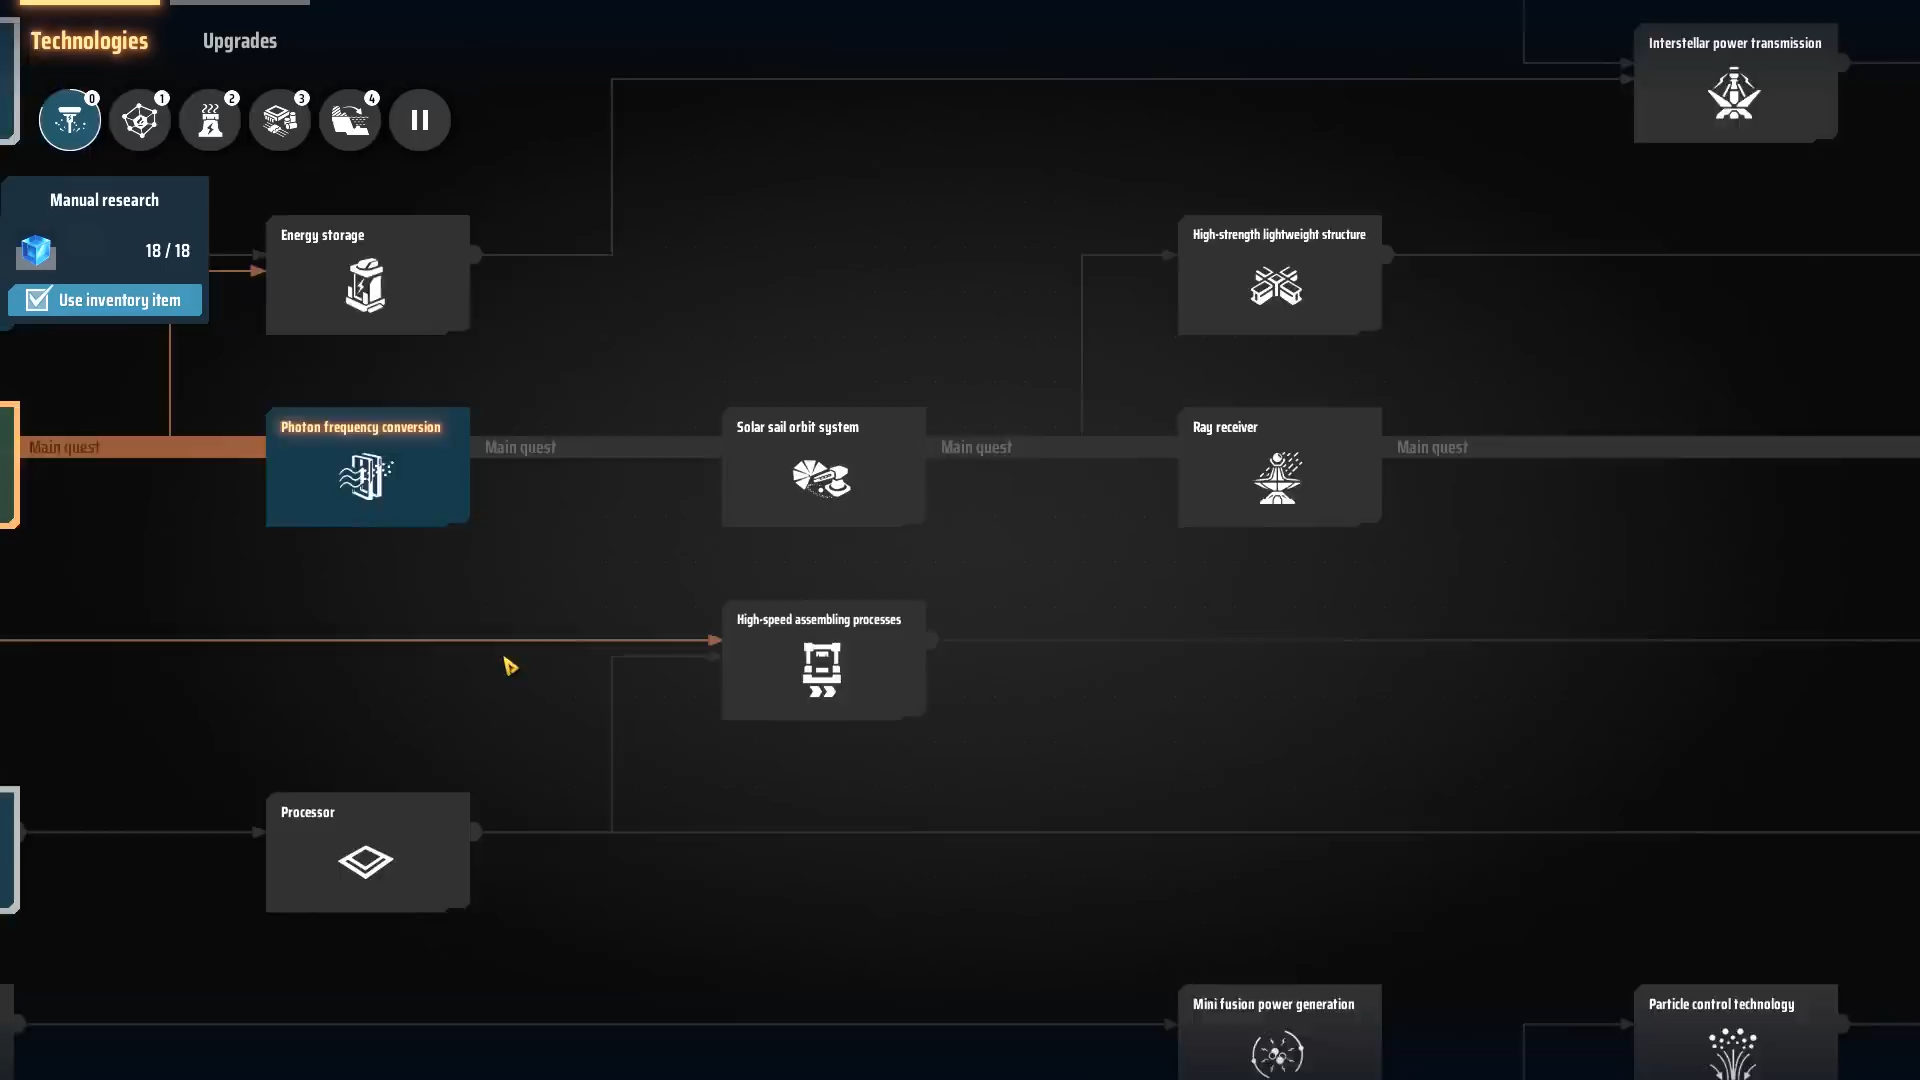 Technologies
Upgrades
Interstellar power transmission
0
1
2
3
4
Manual research
18 / 18
Use inventory item
Energy storage
High-strength lightweight structure
Main quest
Photon frequency conversion
Main quest
Solar sail orbit system
Main quest
Ray receiver
Main quest
High-speed assembling processes
Processor
Mini fusion power generation
Particle control technology